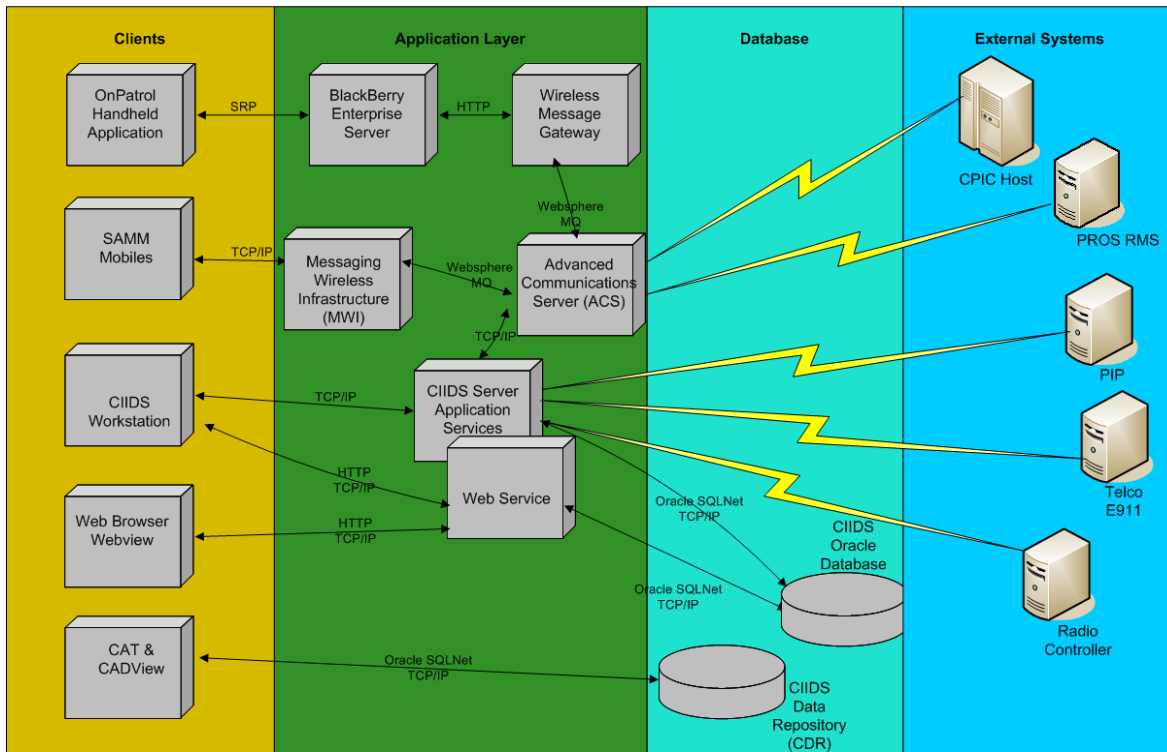 Clients
Application Layer
Database
External Systems
OnPatrol
Handheld
Application
SRP
BlackBerry
Enterprise
Server
HTTP
Wireless
Message
Gateway
CPIC Host
Websphere
MQ
PROS RMS
SAMM
Mobiles
TCP/IP
Messaging
Wireless
Infrastructure
(MWI)
Websphere
MQ
Advanced
Communications
Server (ACS)
TCP/IP
PIP
CIIDS
Workstation
TCP/IP
CIIDS Server
Application
Services
HTTP
TCP/IP
Web Service
Telco
E911
Web Browser
Webview
HTTP
TCP/IP
Oracle SQLNet
TCP/IP
CIIDS
Oracle
Database
Oracle SQLNet
TCP/IP
Radio
Controller
CAT &
CADView
Oracle SQLNet
TCP/IP
CIIDS
Data
Repository
(CDR)